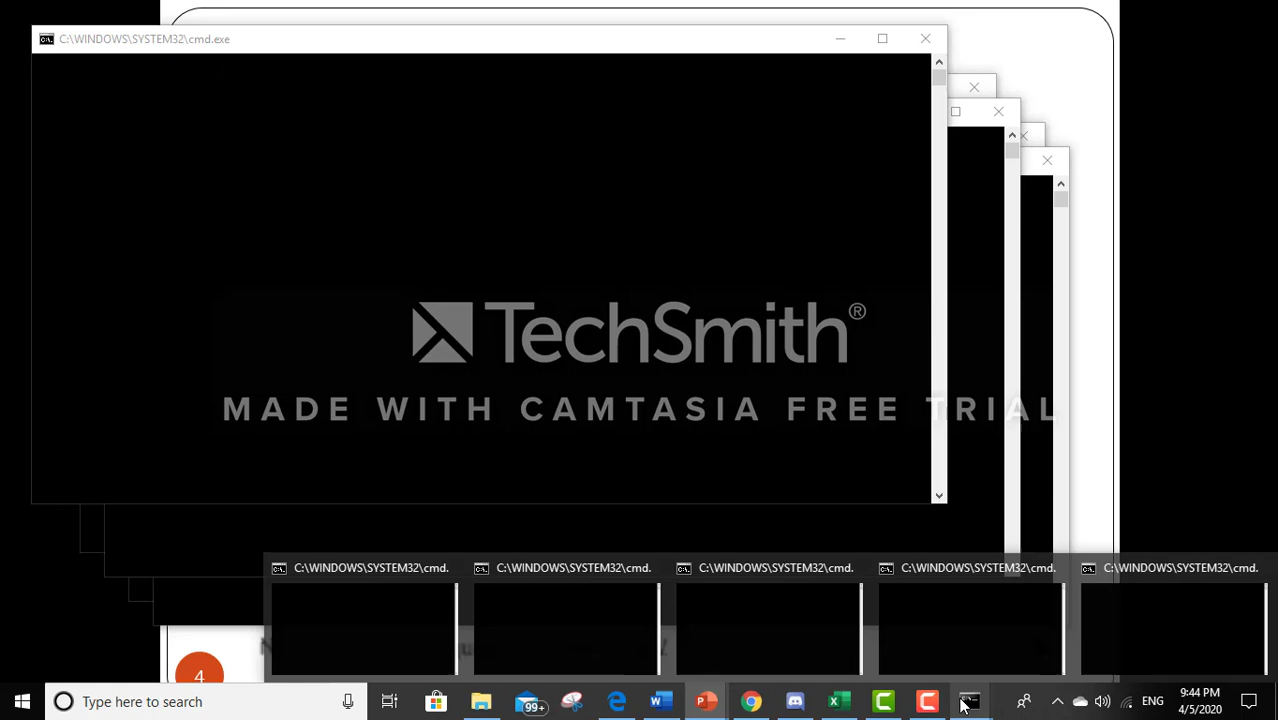 C:\WINDOWS\SYSTEM32\cmd.exe
TechSmith®
MADE WITH CAMTASIA FREE TRIAL
C:\WINDOWS\SYSTEM32\cmd.
C:\WINDOWS\SYSTEM32\cmd.
C:\WINDOWS\SYSTEM32\cmd.
C:\WINDOWS\SYSTEM32\cmd.
C:\WINDOWS\SYSTEM32\cmd.
4
Type here to search
99+
ENG
9:44 PM
4/5/2020